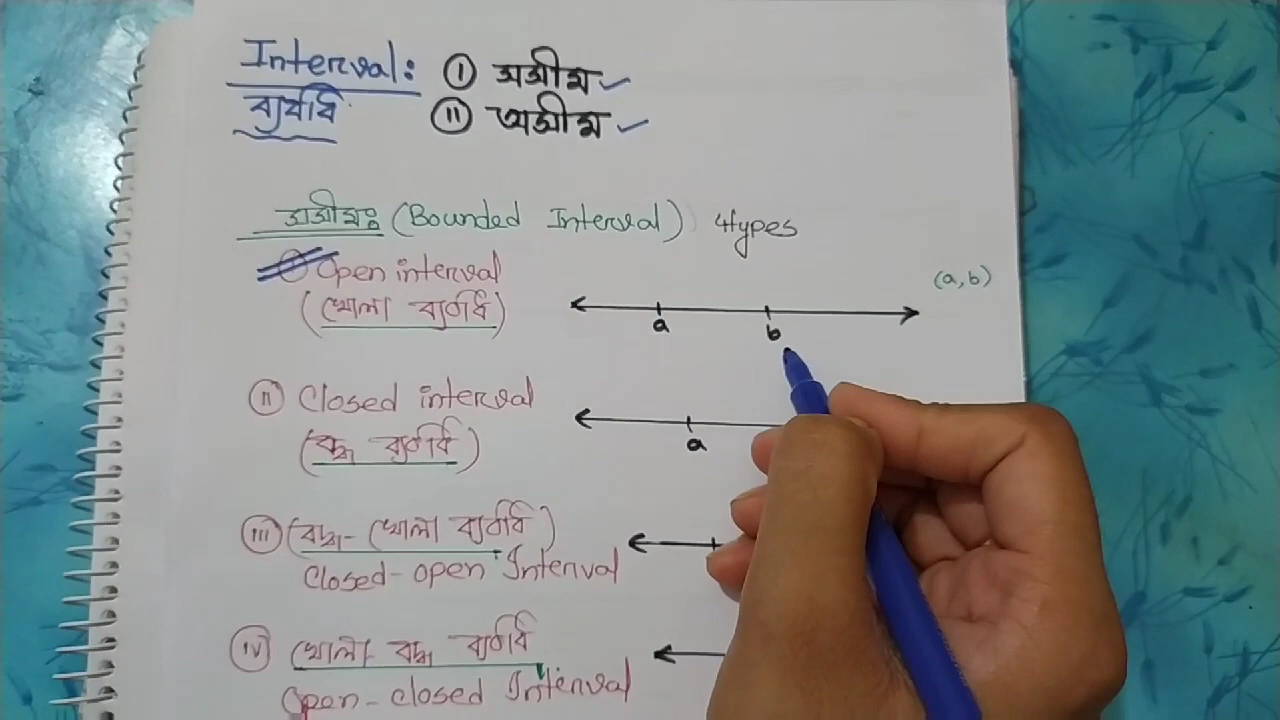 Interval: (I) সসীম
ব্যবধি (II) অসীম
সসীমঃ (Bounded Interval) 4types
Open interval (a,b)
(খোলা ব্যবধি)
a b
(II) Closed interval
(বদ্ধ ব্যবধি)
a
(III) (বদ্ধ-খোলা ব্যবধি)
Closed-open Interval
(IV) খোলা বদ্ধ ব্যবধি
Open-closed Interval